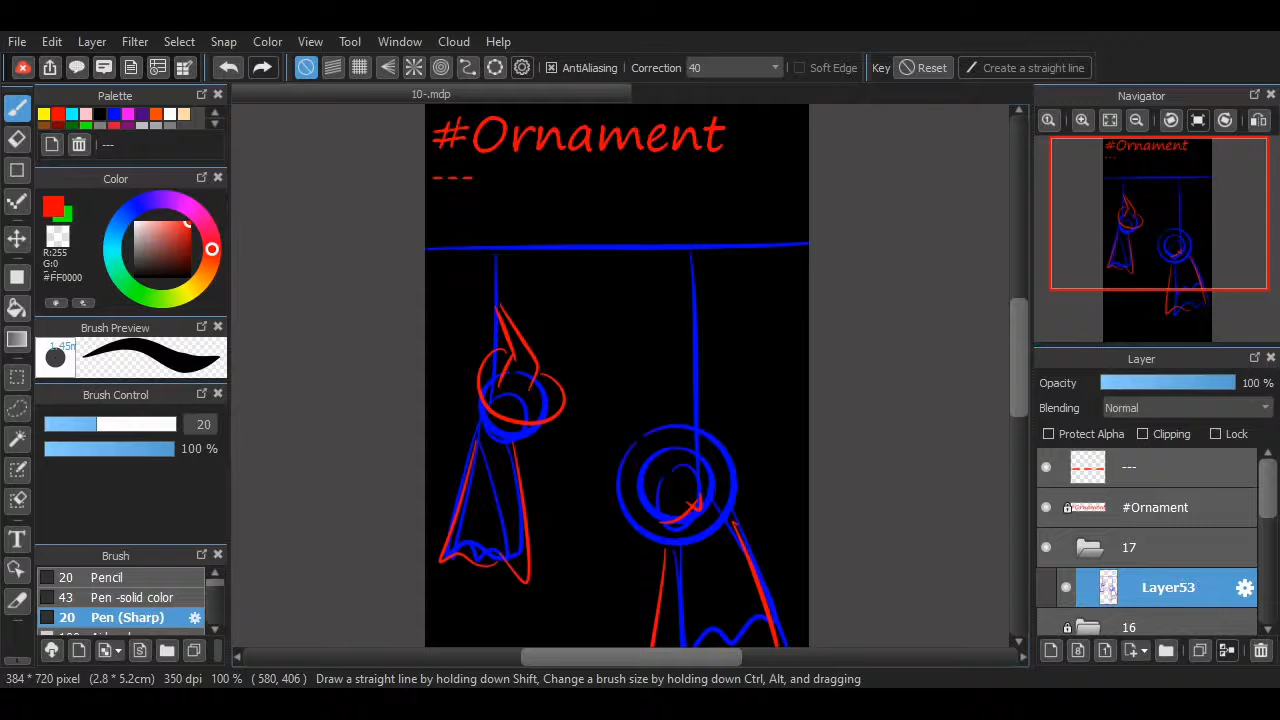 File Edit Layer Filter Select Snap Color View Tool Window Cloud Help
AntiAliasing Correction 40 Soft Edge Key Reset Create a straight line
Palette
10-.mdp
Navigator
---
Color
R:255
G:0
#FF0000
Brush Preview
Brush Control
20
100 %
Brush
20 Pencil
43 Pen -solid color
20 Pen (Sharp)
#Ornament
---
#Ornament
---
Layer
Opacity 100 %
Blending Normal
Protect Alpha Clipping Lock
---
#Ornament
17
Layer53
16
384 * 720 pixel (2.8 * 5.2cm) 350 dpi 100 % ( 580, 406 ) Draw a straight line by holding down Shift, Change a brush size by holding down Ctrl, Alt, and dragging